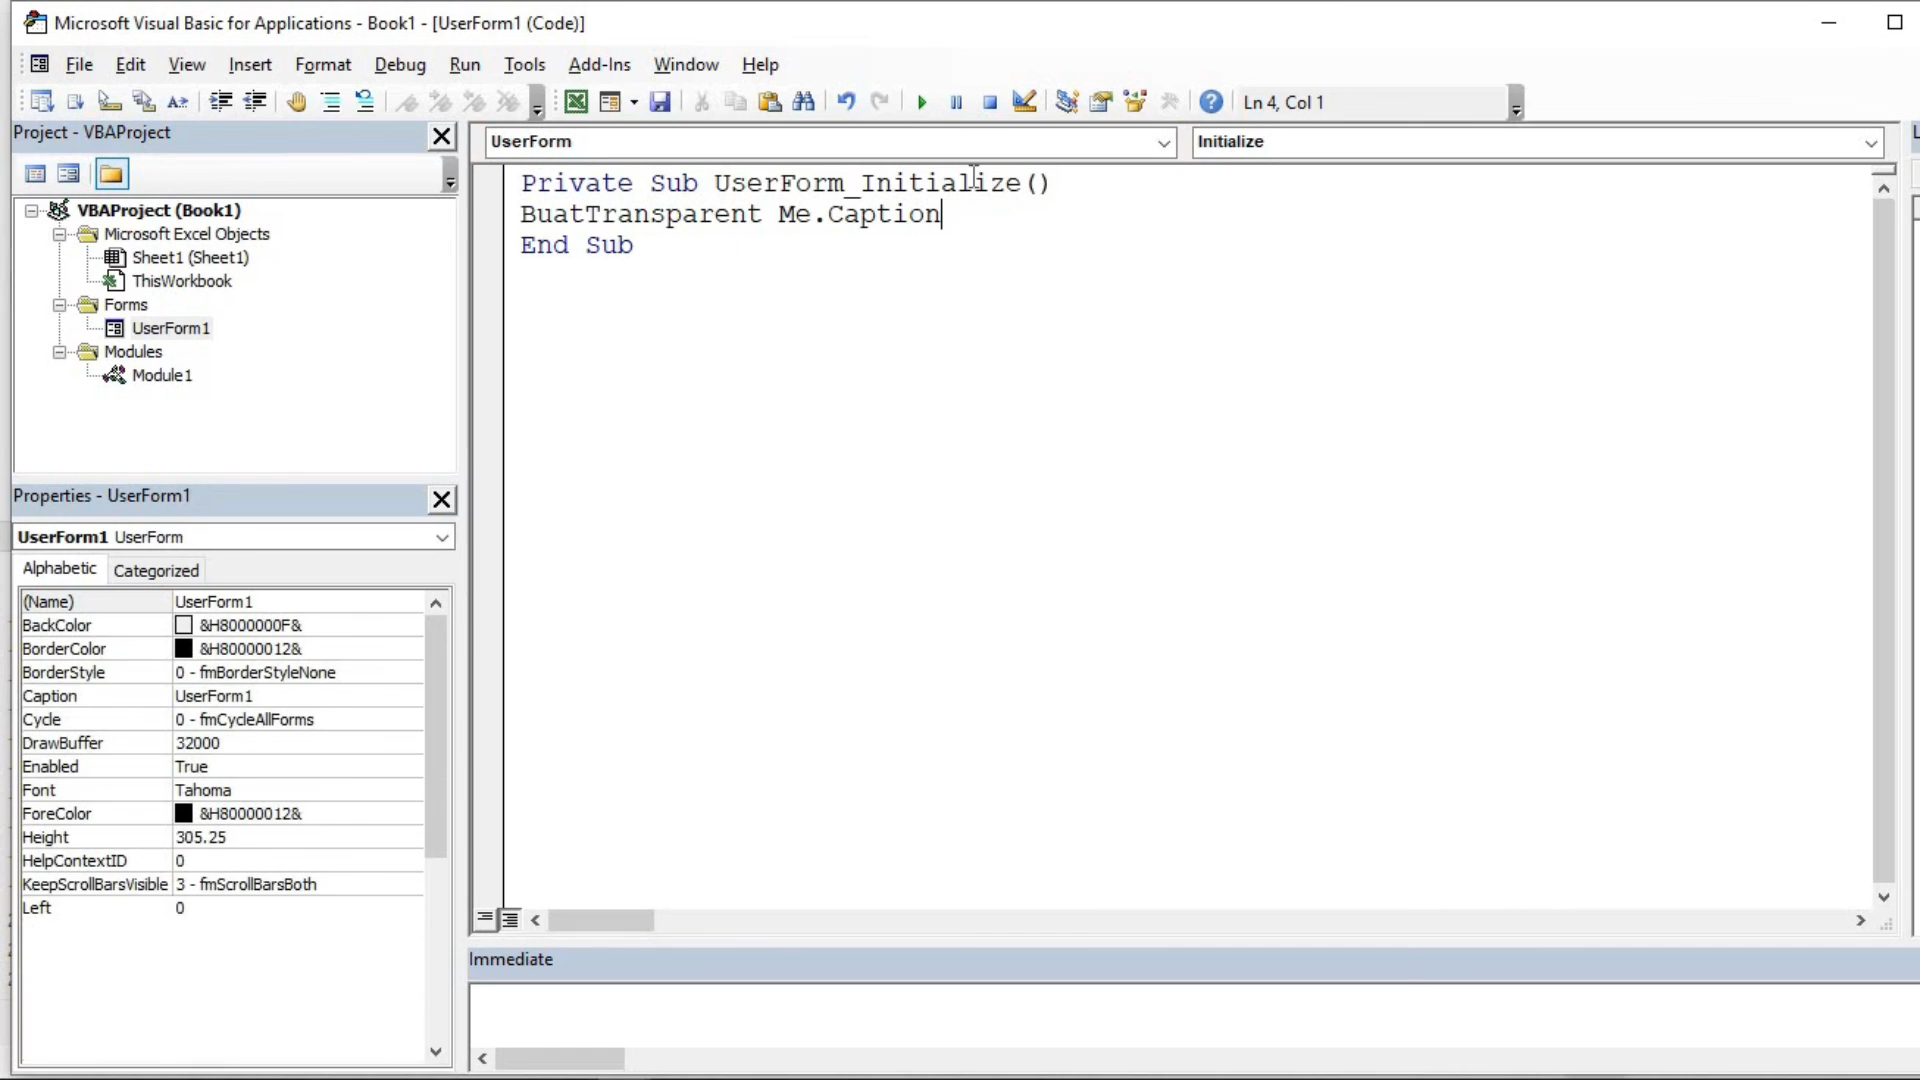 Microsoft Visual Basic for Applications - Book1 - [UserForm1 (Code)]
File Edit View Insert Format Debug Run Tools Add-Ins Window Help
Ln 4, Col 1
Project - VBAProject
VBAProject (Book1)
Microsoft Excel Objects
Sheet1 (Sheet1)
ThisWorkbook
Forms
UserForm1
Modules
Module1
Properties - UserForm1
UserForm1 UserForm
Alphabetic Categorized
(Name) UserForm1
BackColor &H8000000F&
BorderColor &H80000012&
BorderStyle 0 - fmBorderStyleNone
Caption UserForm1
Cycle 0 - fmCycleAllForms
DrawBuffer 32000
Enabled True
Font Tahoma
ForeColor &H80000012&
Height 305.25
HelpContextID 0
KeepScrollBarsVisible 3 - fmScrollBarsBoth
Left 0
UserForm Initialize
Private Sub UserForm_Initialize()
BuatTransparent Me.Caption
End Sub
Immediate